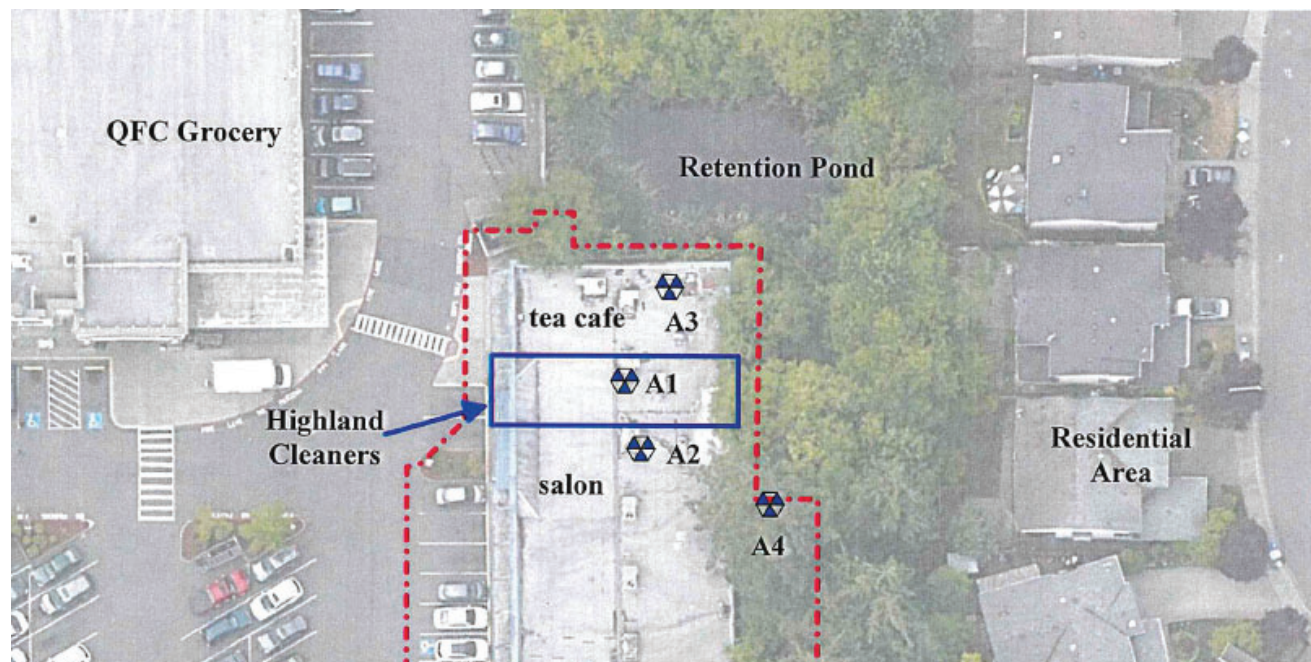 QFC Grocery
Retention Pond
tea cafe
A3
A1
Highland
Cleaners
A2
salon
Residential
Area
A4